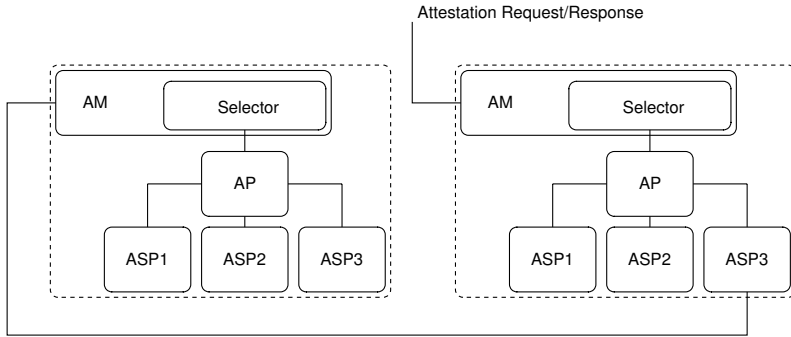 Attestation Request/Response
AM
Selector
AM
Selector
AP
AP
ASP1
ASP2
ASP3
ASP1
ASP2
ASP3